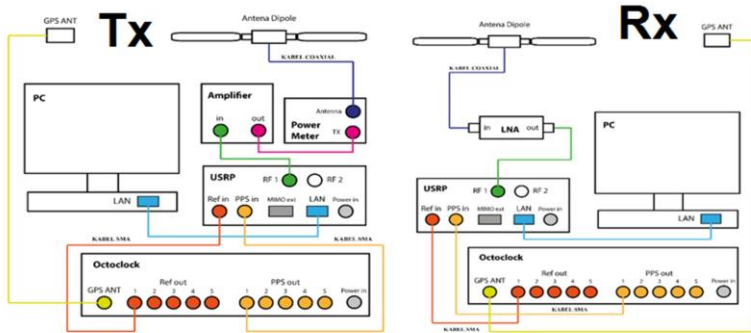 GPS ANT
Tx
Antena Dipole
KABEL COAXIAL
PC
LAN
Amplifier
in out
Antenna
Power
Meter
TX
USRP
RF 1 RF 2
Ref in PPS in MIMO ext LAN Power in
KABEL SMA
KABEL SMA
Octoclock
Ref out PPS out
GPS ANT 1 2 3 4 5 1 2 3 4 5 Power in
Antena Dipole
Rx
GPS ANT
KABEL COAXIAL
in LNA out
PC
LAN
USRP
RF 1 RF 2
Ref in PPS in MIMO ext LAN Power in
KABEL SMA
Octoclock
Ref out PPS out
GPS ANT 1 2 3 4 5 1 2 3 4 5 Power in
KABEL SMA